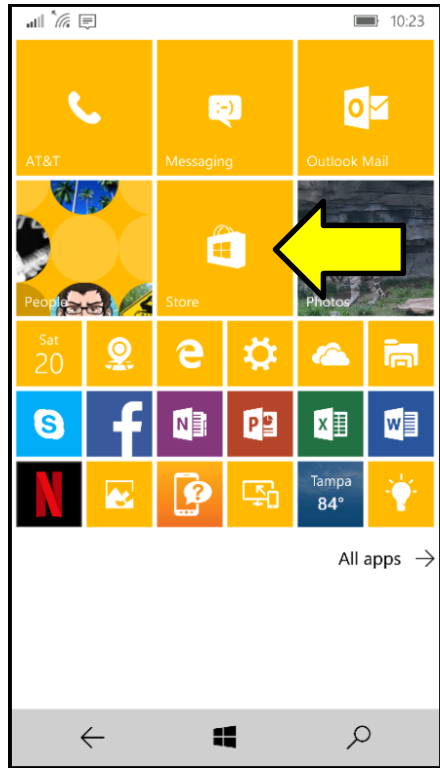 10:23
AT&T
Messaging
Outlook Mail
People
Store
Photos
Sat
20
Tampa
84°
All apps